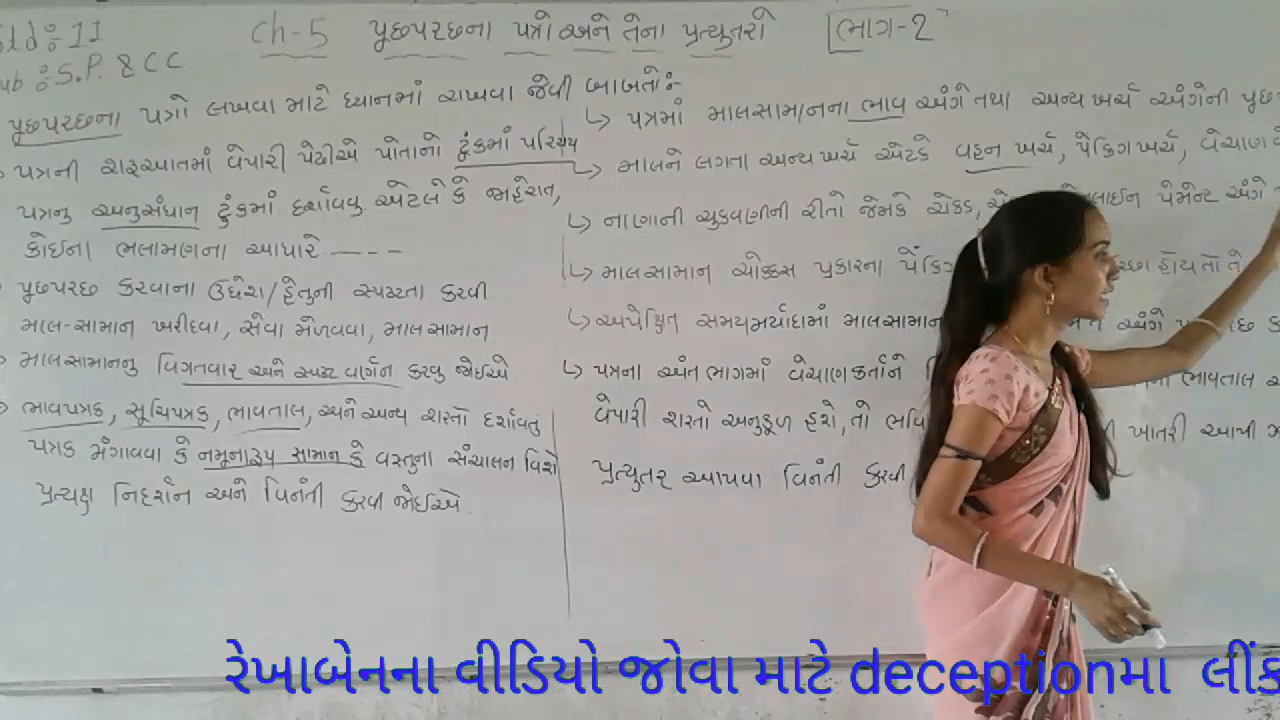 Std : 11
Sub : S.P. & CC
Ch-5 પૂછપરછના પત્રો અને તેના પ્રત્યુતરો ભાગ-2
પૂછપરછના પત્રો લખવા માટે ધ્યાનમાં રાખવા જેવી બાબતો:-
પત્રની શરૂઆતમાં વેપારી પેઢીએ પોતાનો ટુંકમાં પરિચય
પત્રનુ અનુસંધાન ટુંકમાં દર્શાવવુ એટલે કે જાહેરાત,
કોઈના ભલામણના આધારે ----
પૂછપરછ કરવાના ઉદ્દેશ/હેતુની સ્પષ્ટતા કરવી
માલ-સામાન ખરીદવા, સેવા મેળવવા, માલસામાન
માલસામાનનુ વિગતવાર અને સ્પષ્ટ વર્ણન કરવુ જોઈએ.
ભાવપત્રક, સૂચિપત્રક, ભાવતાલ, અને અન્ય શરતો દર્શાવતુ
પત્રક મંગાવવા કે નમૂનારૂપ સામાન કે વસ્તુના સંચાલન વિશે
પ્રત્યક્ષ નિદર્શન અને વિનંતી કરવી જોઈએ.
↳ પત્રમાં માલસામાનના ભાવ અંગે તથા અન્ય ખર્ચ અંગેની
↳ માલને લગતા અન્ય ખર્ચ એટલે વહન ખર્ચ, પેકિંગ ખર્ચ, વેચાણ
↳ નાણાની ચુકવણીની રીતો જેમકે રોકડ, પેમેન્ટ અંગે
↳ માલસામાન ચોક્કસ પ્રકારના હોય તો તે
↳ અપેક્ષિત સમયમર્યાદામાં માલસામાન અંગે
↳ પત્રના અંત ભાગમાં વેચાણકર્તાને ભાવતાલ
વેપારી શરતો અનુકૂળ હશે, તો ખાતરી આપી
પ્રત્યુતર આપવા વિનંતી કરવી
રેખાબેનના વીડિયો જોવા માટે deceptionમા લીંક